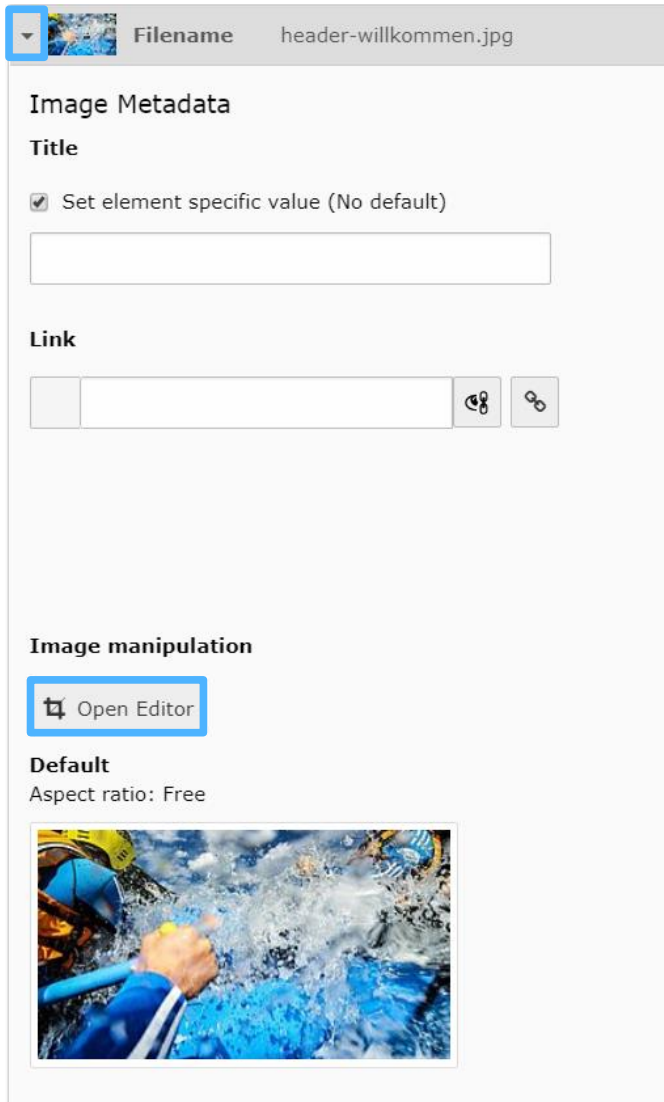 Filename header-willkommen.jpg
Image Metadata
Title
Set element specific value (No default)
Link
Image manipulation
Open Editor
Default
Aspect ratio: Free